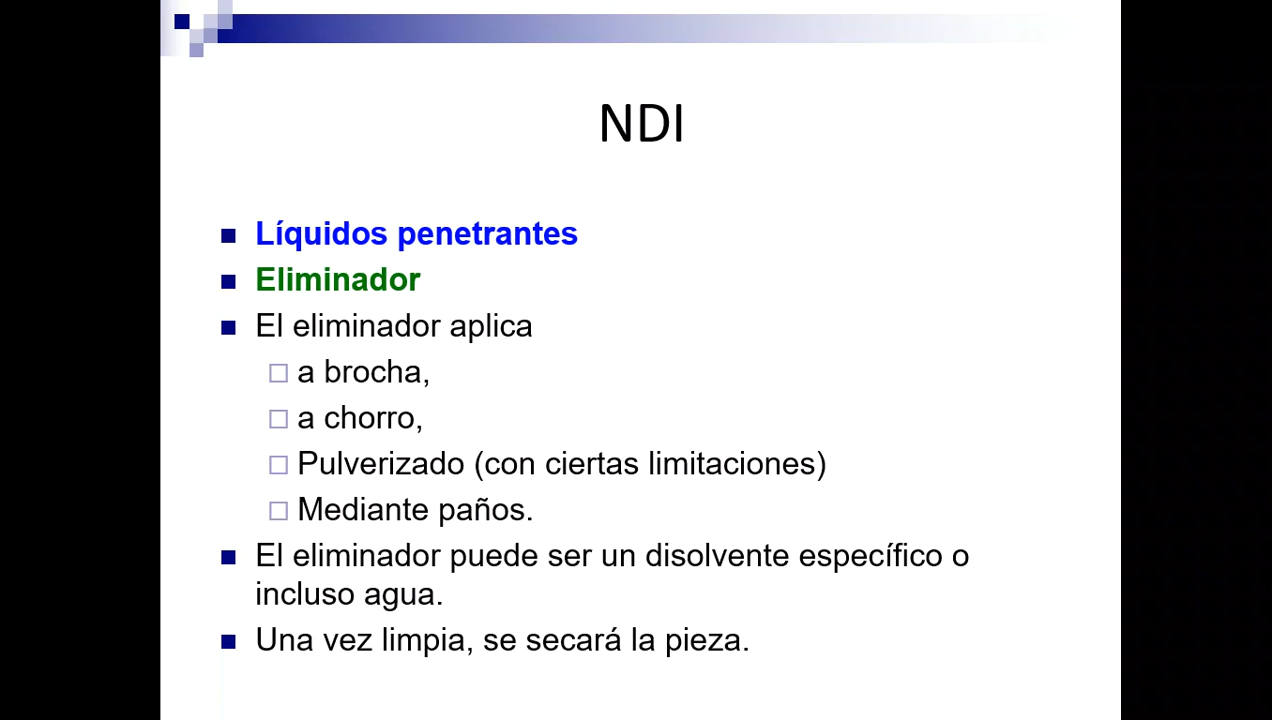 NDI
Líquidos penetrantes
Eliminador
El eliminador aplica
a brocha,
a chorro,
Pulverizado (con ciertas limitaciones)
Mediante paños.
El eliminador puede ser un disolvente específico o
incluso agua.
Una vez limpia, se secará la pieza.